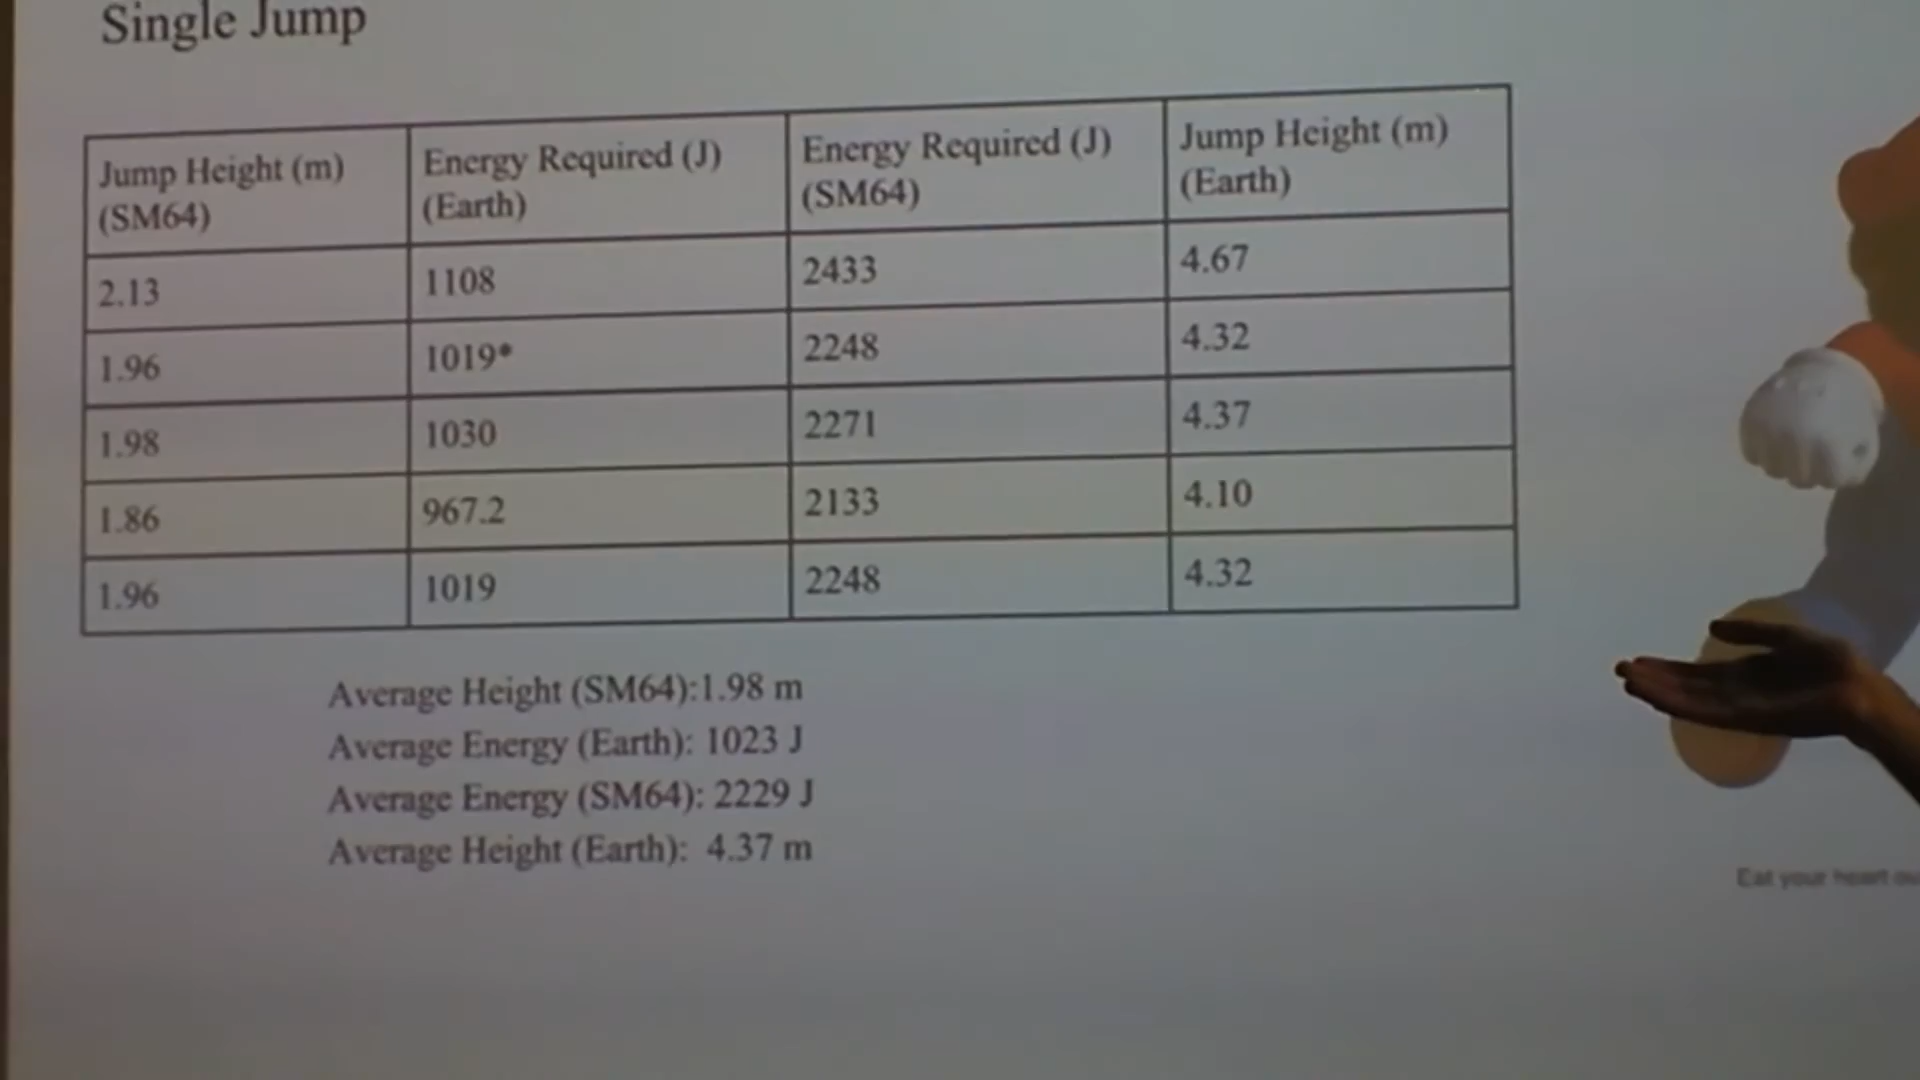 Single Jump
Jump Height (m) (SM64) Energy Required (J) (Earth) Energy Required (J) (SM64) Jump Height (m) (Earth)
2.13 1108 2433 4.67
1.96 1019* 2248 4.32
1.98 1030 2271 4.37
1.86 967.2 2133 4.10
1.96 1019 2248 4.32
Average Height (SM64):1.98 m
Average Energy (Earth): 1023 J
Average Energy (SM64): 2229 J
Average Height (Earth): 4.37 m
Eat your heart